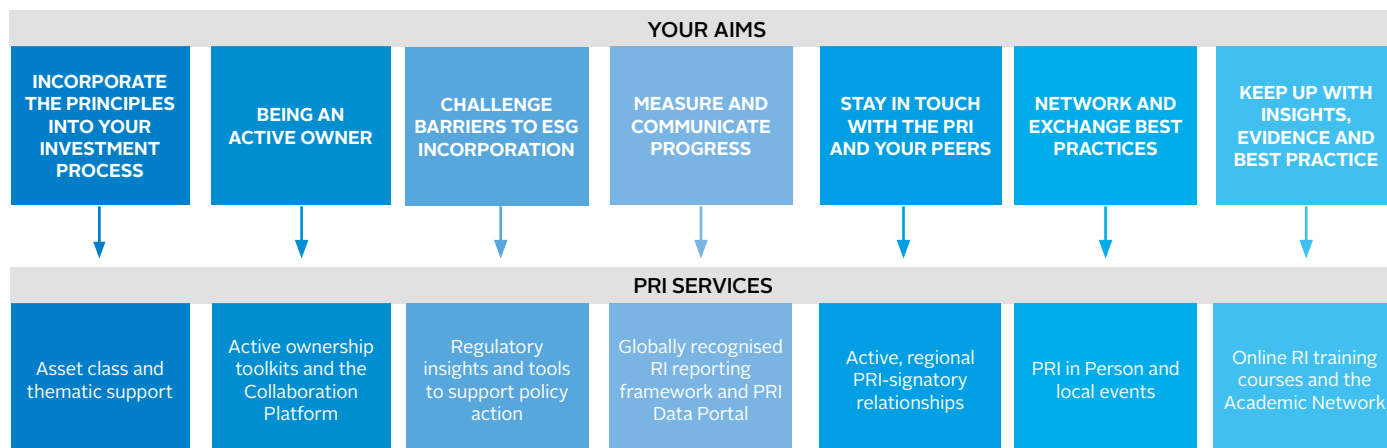 YOUR AIMS
INCORPORATE
THE PRINCIPLES
INTO YOUR
INVESTMENT
PROCESS
BEING AN
ACTIVE OWNER
CHALLENGE
BARRIERS TO ESG
INCORPORATION
MEASURE AND
COMMUNICATE
PROGRESS
STAY IN TOUCH
WITH THE PRI
AND YOUR PEERS
NETWORK AND
EXCHANGE BEST
PRACTICES
KEEP UP WITH
INSIGHTS,
EVIDENCE AND
BEST PRACTICE
PRI SERVICES
Asset class and
thematic support
Active ownership
toolkits and the
Collaboration
Platform
Regulatory
insights and tools
to support policy
action
Globally recognised
RI reporting
framework and PRI
Data Portal
Active, regional
PRI-signatory
relationships
PRI in Person and
local events
Online RI training
courses and the
Academic Network